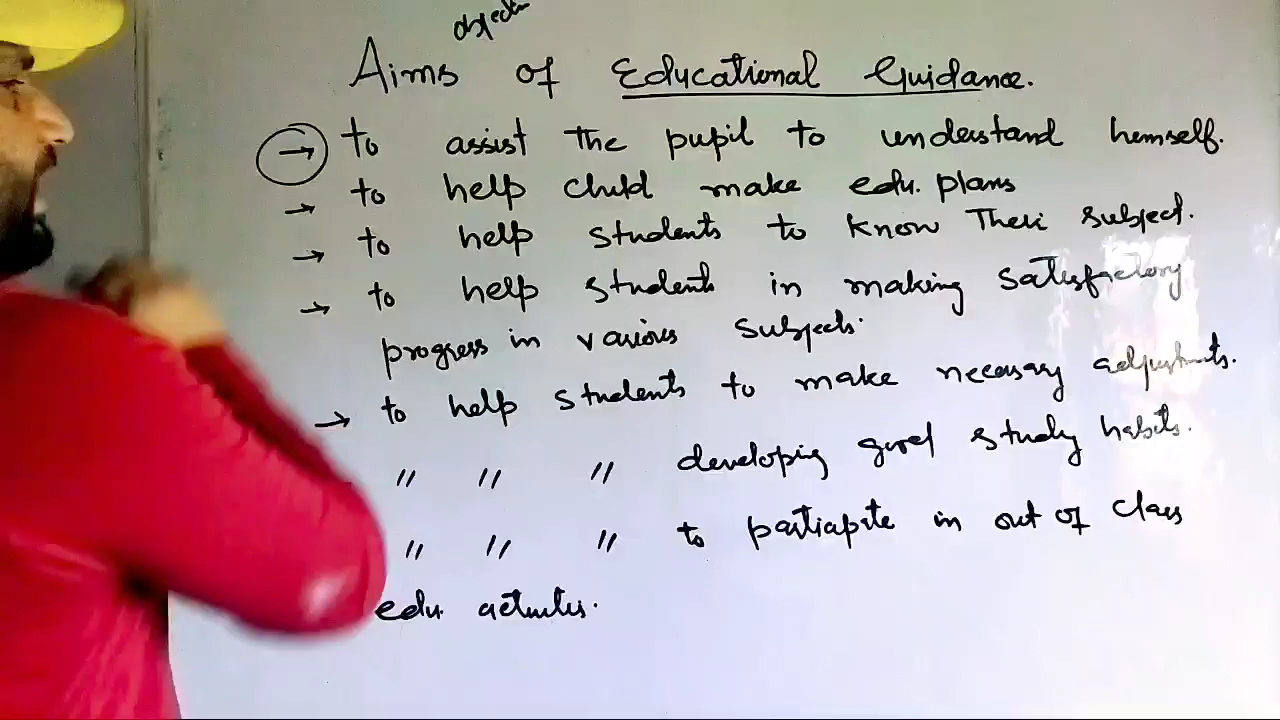 Aims of Educational Guidance.
→ to assist the pupil to understand hemself.
→ to help child make edu. plans
→ to help students to know Their subject.
→ to help students in making satisfactory
progress in various subjects.
→ to help students to make necessary adjustments.
" " " developing good study habits.
" " " to participate in out of class
edu. activities.